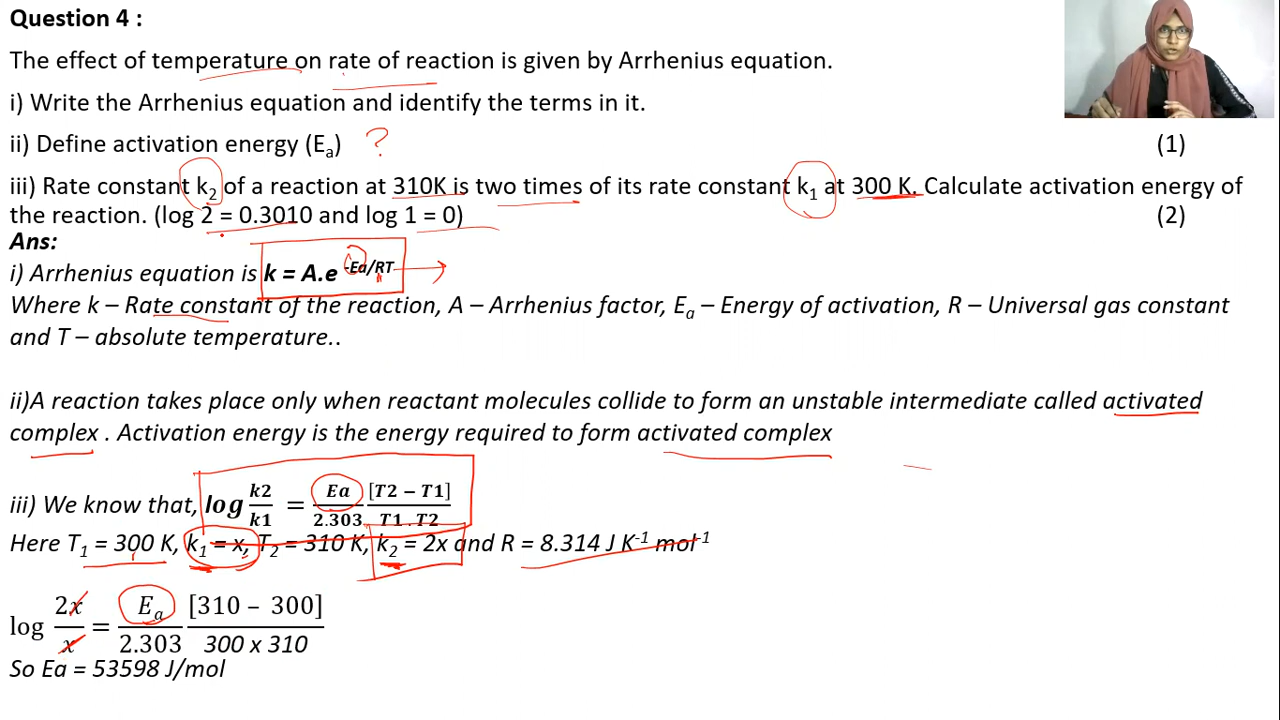 Question 4 :
The effect of temperature on rate of reaction is given by Arrhenius equation.
i) Write the Arrhenius equation and identify the terms in it.
ii) Define activation energy (Eₐ) ? (1)
iii) Rate constant k₂ of a reaction at 310K is two times of its rate constant k₁ at 300 K. Calculate activation energy of
the reaction. (log 2 = 0.3010 and log 1 = 0) (2)
Ans:
i) Arrhenius equation is k = A.e ^-Ea/RT
Where k – Rate constant of the reaction, A – Arrhenius factor, Eₐ – Energy of activation, R – Universal gas constant
and T – absolute temperature..
ii)A reaction takes place only when reactant molecules collide to form an unstable intermediate called activated
complex . Activation energy is the energy required to form activated complex
iii) We know that, log k2/k1 = Ea/2.303 [T2 − T1]/T1 . T2
Here T₁ = 300 K, k₁ = x, T₂ = 310 K, k₂ = 2x and R = 8.314 J K⁻¹ mol⁻¹
log 2x/x = Eₐ/2.303 [310 – 300]/300 x 310
So Ea = 53598 J/mol